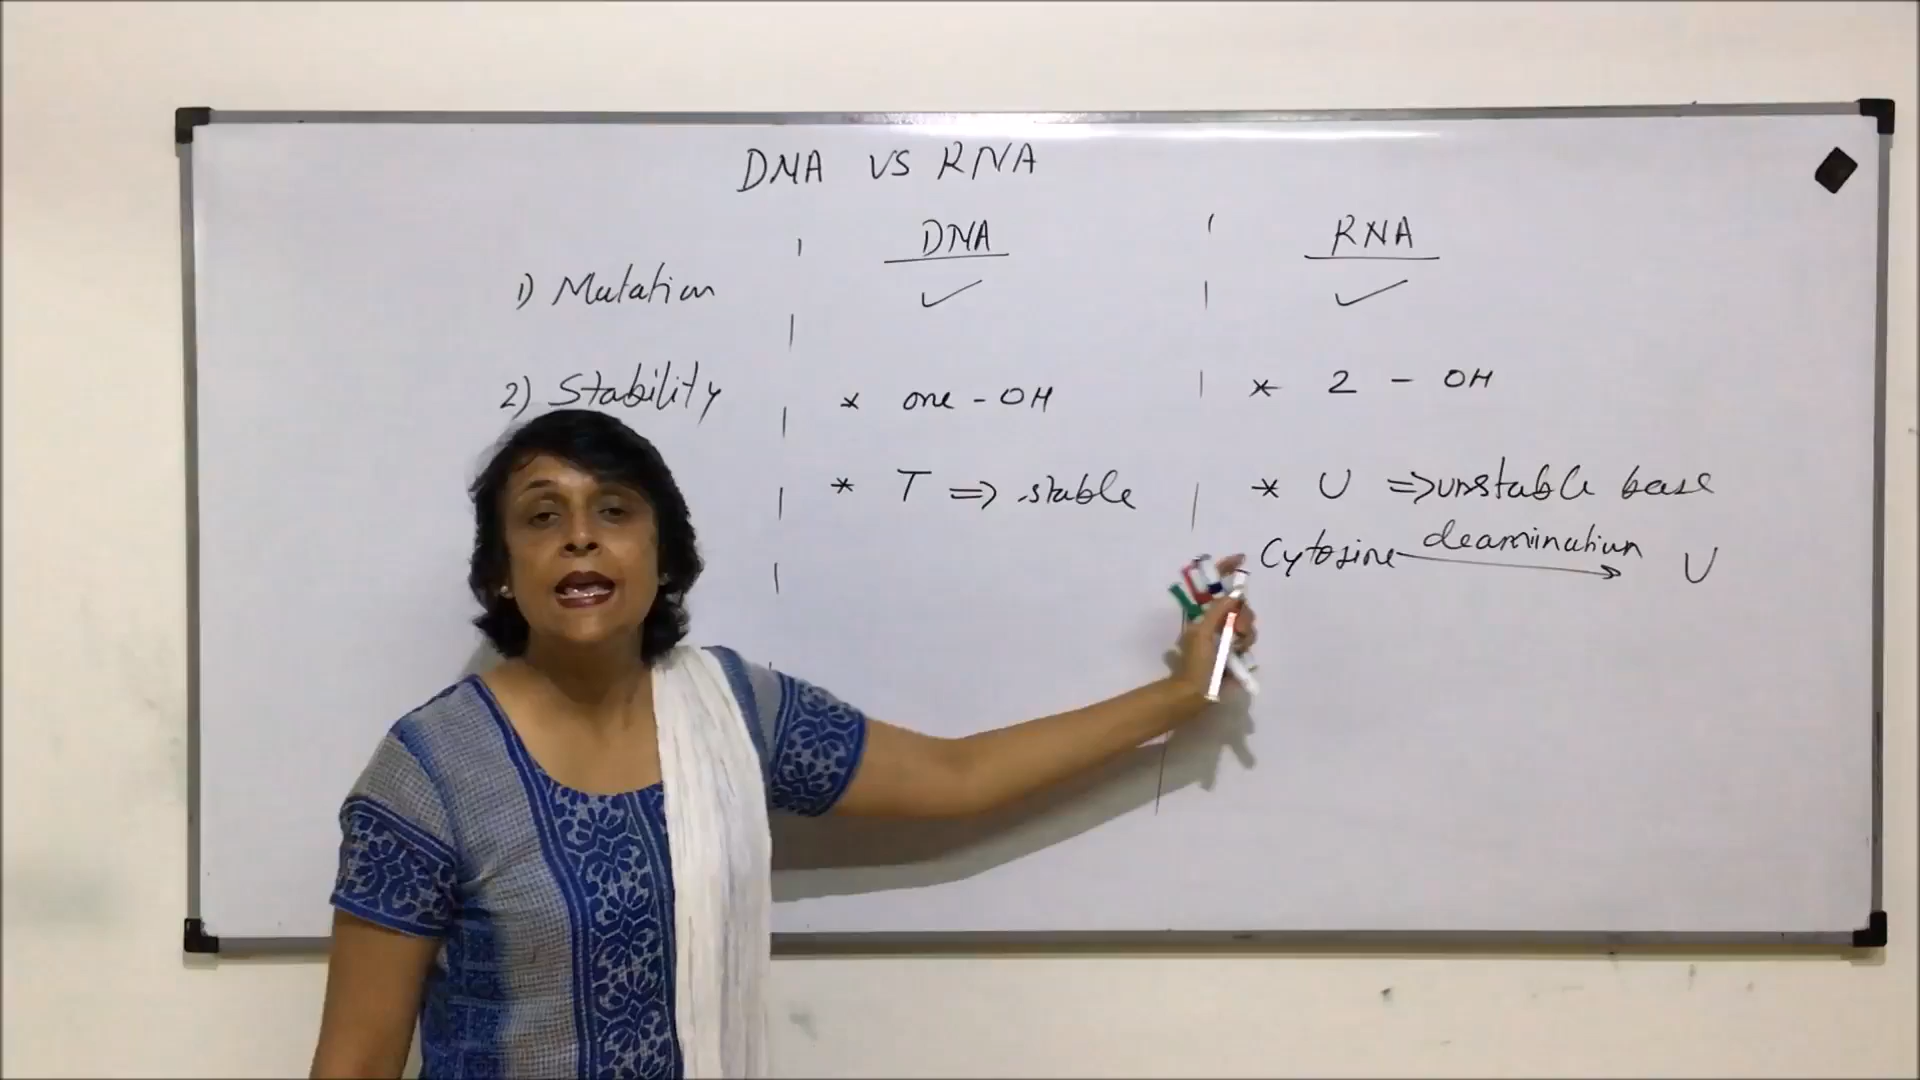 DNA VS RNA
DNA RNA
1) Mutation ✓ ✓
2) Stability * one - OH * 2 - OH
* T ⇒ stable * U ⇒ unstable base
Cytosine deamination → U